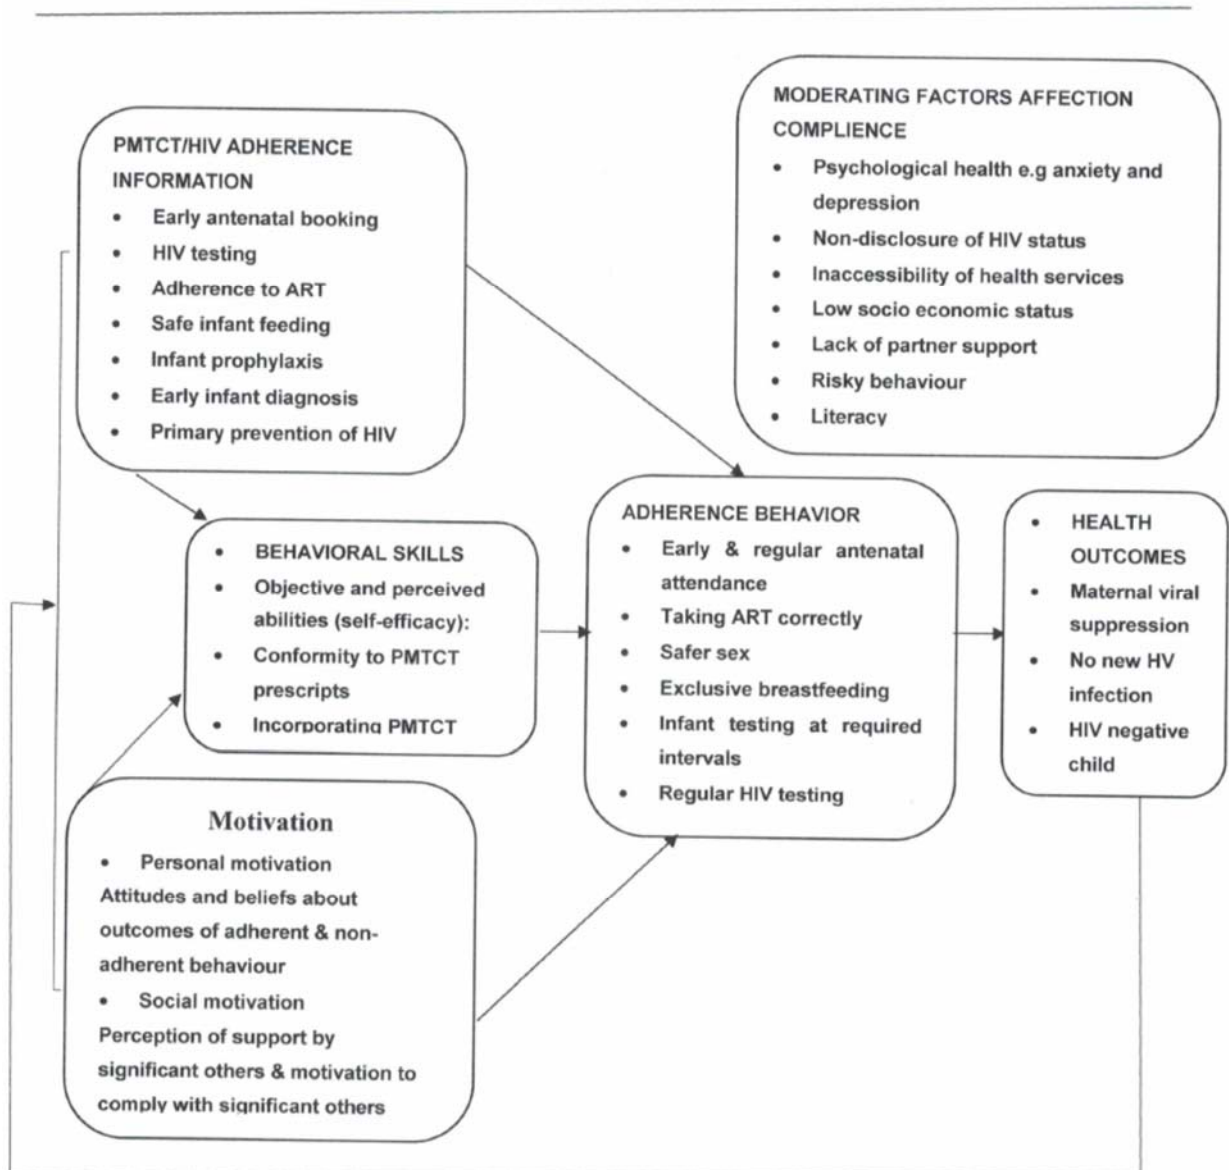 PMTCT/HIV ADHERENCE
INFORMATION
• Early antenatal booking
• HIV testing
• Adherence to ART
• Safe infant feeding
• Infant prophylaxis
• Early infant diagnosis
• Primary prevention of HIV
MODERATING FACTORS AFFECTION
COMPLIENCE
• Psychological health e.g anxiety and
depression
• Non-disclosure of HIV status
• Inaccessibility of health services
• Low socio economic status
• Lack of partner support
• Risky behaviour
• Literacy
• BEHAVIORAL SKILLS
• Objective and perceived
abilities (self-efficacy):
• Conformity to PMTCT
prescripts
• Incorporating PMTCT
ADHERENCE BEHAVIOR
• Early & regular antenatal
attendance
• Taking ART correctly
• Safer sex
• Exclusive breastfeeding
• Infant testing at required
intervals
• Regular HIV testing
• HEALTH
OUTCOMES
• Maternal viral
suppression
• No new HV
infection
• HIV negative
child
Motivation
• Personal motivation
Attitudes and beliefs about
outcomes of adherent & non-
adherent behaviour
• Social motivation
Perception of support by
significant others & motivation to
comply with significant others